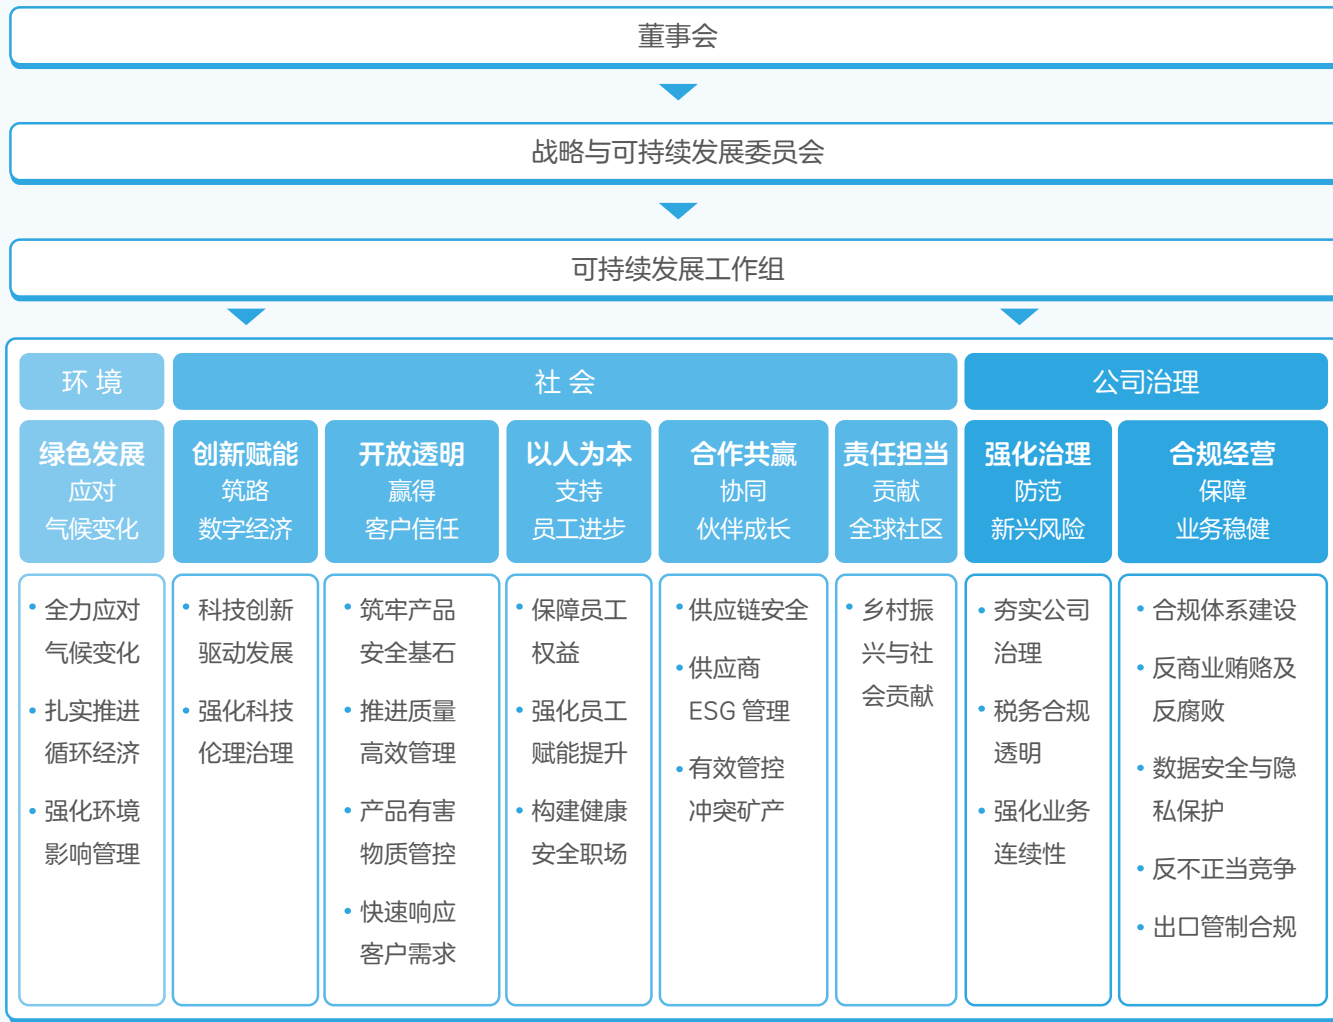 董事会
战略与可持续发展委员会
可持续发展工作组
环 境
社 会
公司治理
绿色发展
应对
气候变化
创新赋能
筑路
数字经济
开放透明
赢得
客户信任
以人为本
支持
员工进步
合作共赢
协同
伙伴成长
责任担当
贡献
全球社区
强化治理
防范
新兴风险
合规经营
保障
业务稳健
• 全力应对
气候变化
• 扎实推进
循环经济
• 强化环境
影响管理
• 科技创新
驱动发展
• 强化科技
伦理治理
• 筑牢产品
安全基石
• 推进质量
高效管理
• 产品有害
物质管控
• 快速响应
客户需求
• 保障员工
权益
• 强化员工
赋能提升
• 构建健康
安全职场
• 供应链安全
• 供应商
ESG 管理
• 有效管控
冲突矿产
• 乡村振
兴与社
会贡献
• 夯实公司
治理
• 税务合规
透明
• 强化业务
连续性
• 合规体系建设
• 反商业贿赂及
反腐败
• 数据安全与隐
私保护
• 反不正当竞争
• 出口管制合规